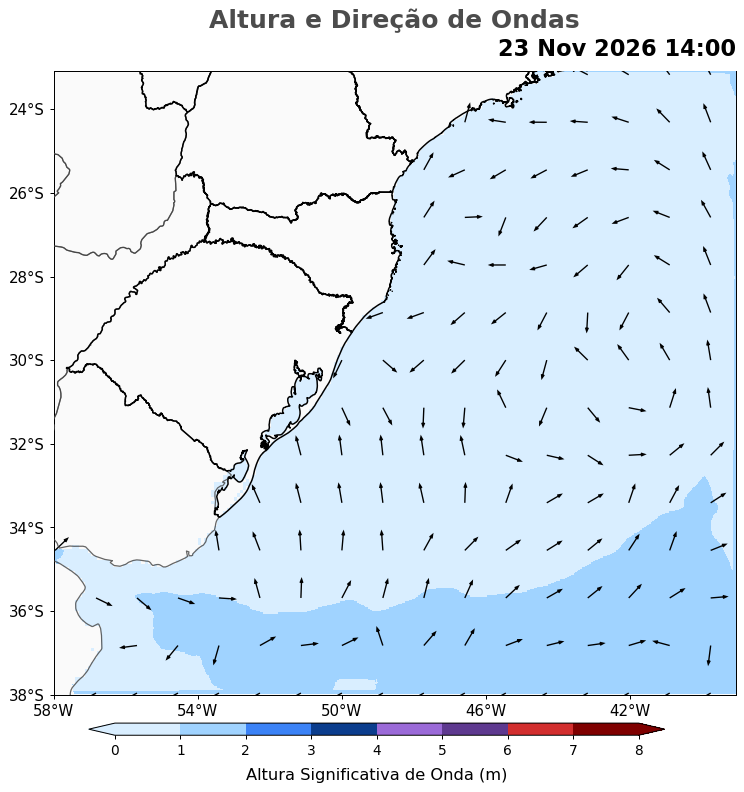 Altura e Direção de Ondas
23 Nov 2026 14:00
24°S
26°S
28°S
30°S
32°S
34°S
36°S
38°S
58°W 54°W 50°W 46°W 42°W
0 1 2 3 4 5 6 7 8
Altura Significativa de Onda (m)